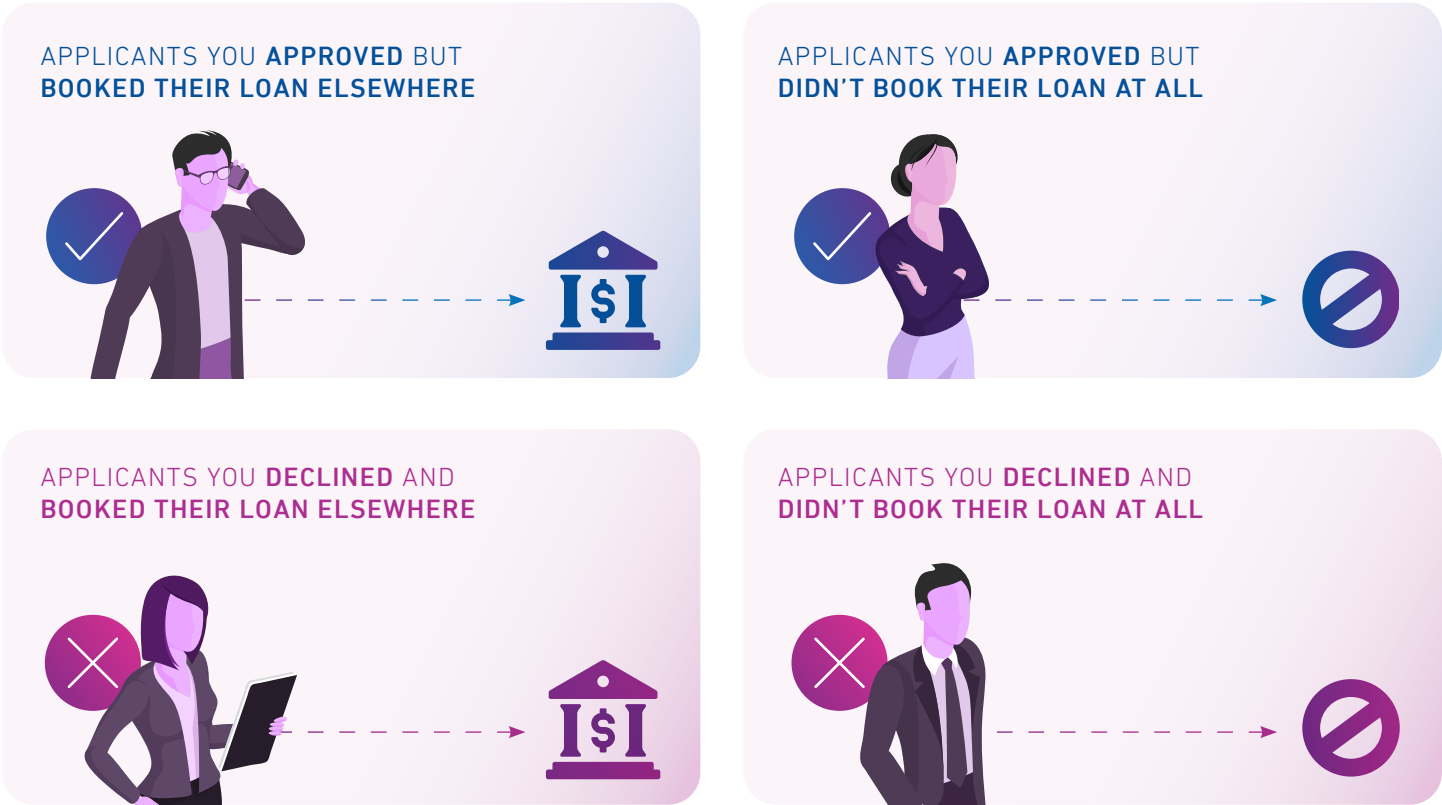 APPLICANTS YOU APPROVED BUT
BOOKED THEIR LOAN ELSEWHERE
APPLICANTS YOU APPROVED BUT
DIDN’T BOOK THEIR LOAN AT ALL
$
APPLICANTS YOU DECLINED AND
BOOKED THEIR LOAN ELSEWHERE
APPLICANTS YOU DECLINED AND
DIDN’T BOOK THEIR LOAN AT ALL
$